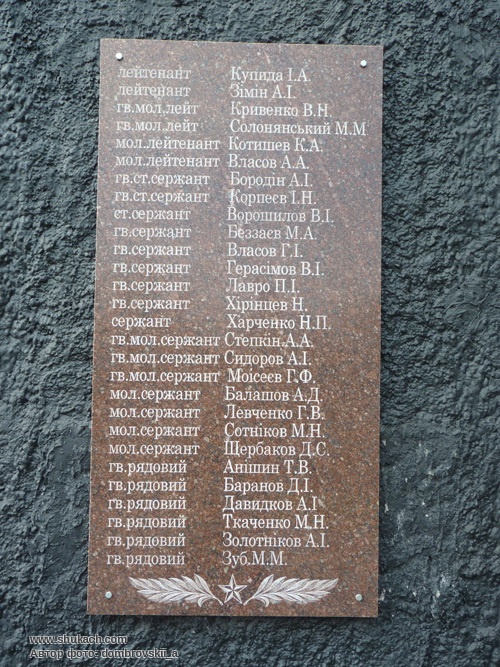 лейтенант Купида І.А.
лейтенант Зімін А.І.
гв.мол.лейт Кривенко В.Н.
гв.мол.лейт Солонянський М.М
мол.лейтенант Котишев К.А.
мол.лейтенант Власов А.А.
гв.ст.сержант Бородін А.І.
гв.ст.сержант Корпеєв І.Н.
ст.сержант Ворошилов В.І.
гв.сержант Беззаєв М.А.
гв.сержант Власов Г.І.
гв.сержант Герасімов В.І.
гв.сержант Лавро П.І.
гв.сержант Хірінцев Н.
сержант Харченко Н.П.
гв.мол.сержант Степкін.А.А.
гв.мол.сержант Сидоров А.І.
гв.мол.сержант Моісеєв Г.Ф.
мол.сержант Балашов А.Д.
мол.сержант Левченко Г.В.
мол.сержант Сотніков М.Н.
мол.сержант Щербаков Д.С.
гв.рядовий Анішин Т.В.
гв.рядовий Баранов Д.І.
гв.рядовий Давидков А.І
гв.рядовий Ткаченко М.Н.
гв.рядовий Золотніков А.І.
гв.рядовий Зуб.М.М.
www.shukach.com
Автор фото: dombrovskii_a